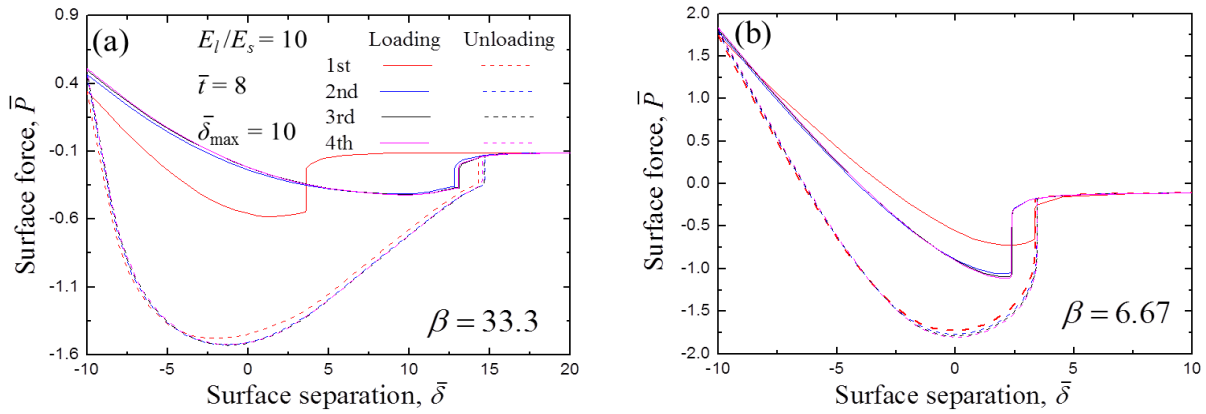 (a)
E_l/E_s = 10
t̄ = 8
δ̄_max = 10
Loading Unloading
1st
2nd
3rd
4th
β = 33.3
0.4
-0.1
-0.6
-1.1
-1.6
-10 -5 0 5 10 15 20
Surface force, P̄
Surface separation, δ̄
(b)
β = 6.67
2.0
1.5
1.0
0.5
0.0
-0.5
-1.0
-1.5
-2.0
-10 -5 0 5 10
Surface force, P̄
Surface separation, δ̄